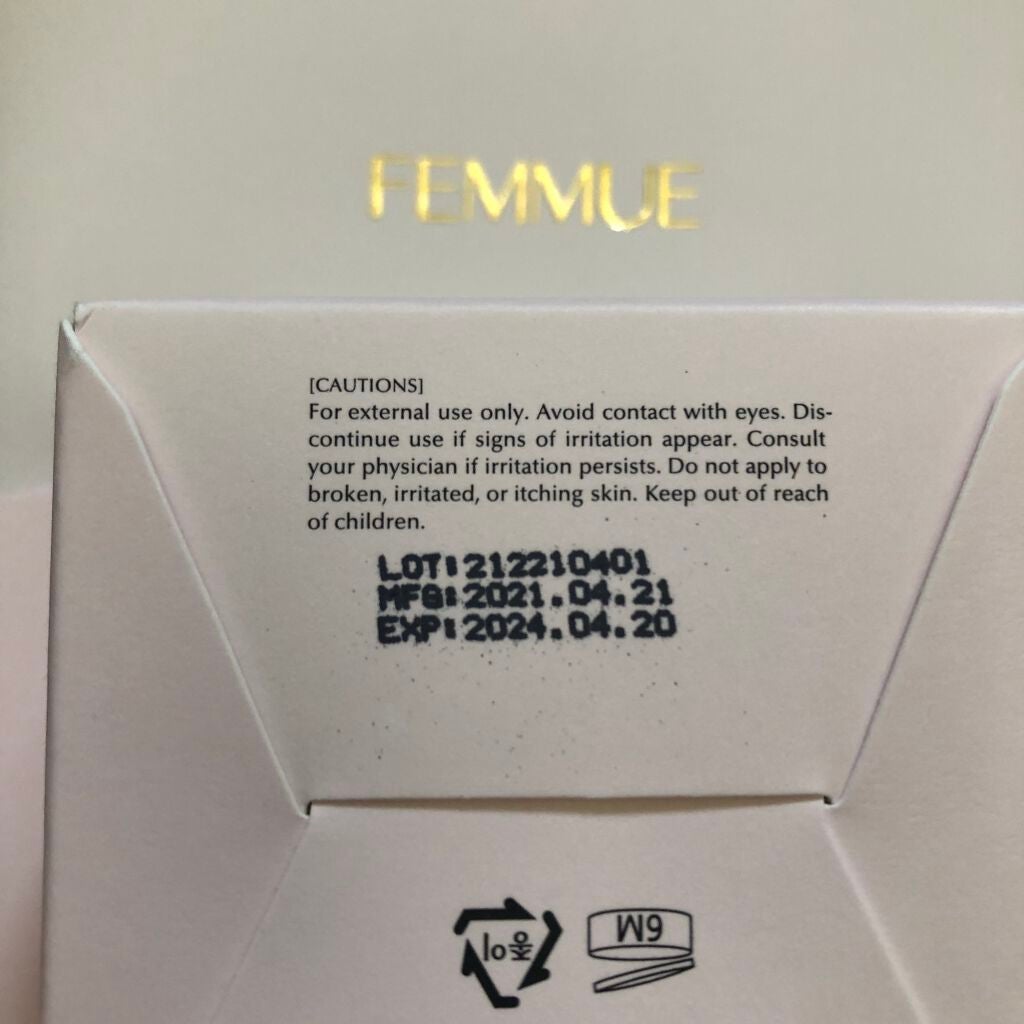 FEMMUE
[CAUTIONS]
For external use only. Avoid contact with eyes. Dis-
continue use if signs of irritation appear. Consult
your physician if irritation persists. Do not apply to
broken, irritated, or itching skin. Keep out of reach
of children.
LOT:212210401
MFG:2021.04.21
EXP:2024.04.20
종이 6M